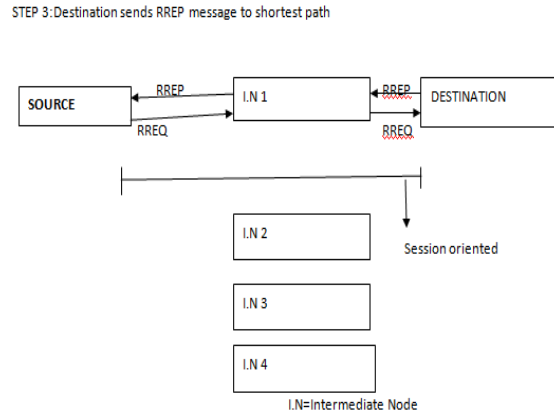 STEP 3:Destination sends RREP message to shortest path
SOURCE
RREP
RREQ
I.N 1
RREP
RREQ
DESTINATION
I.N 2
Session oriented
I.N 3
I.N 4
I.N=Intermediate Node